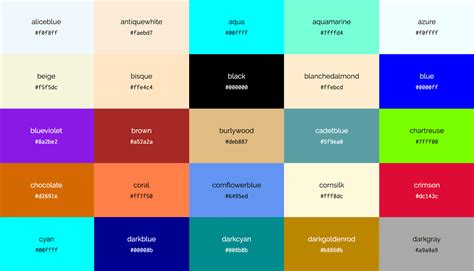 aliceblue
#f0f8ff
antiquewhite
#faebd7
aqua
#00ffff
aquamarine
#7fffd4
azure
#f0ffff
beige
#f5f5dc
bisque
#ffe4c4
black
#000000
blanchedalmond
#ffebcd
blue
#0000ff
blueviolet
#8a2be2
brown
#a52a2a
burlywood
#deb887
cadetblue
#5f9ea0
chartreuse
#7fff00
chocolate
#d2691e
coral
#ff7f50
cornflowerblue
#6495ed
cornsilk
#fff8dc
crimson
#dc143c
cyan
#00ffff
darkblue
#00008b
darkcyan
#008b8b
darkgoldenrod
#b8860b
darkgray
#a9a9a9